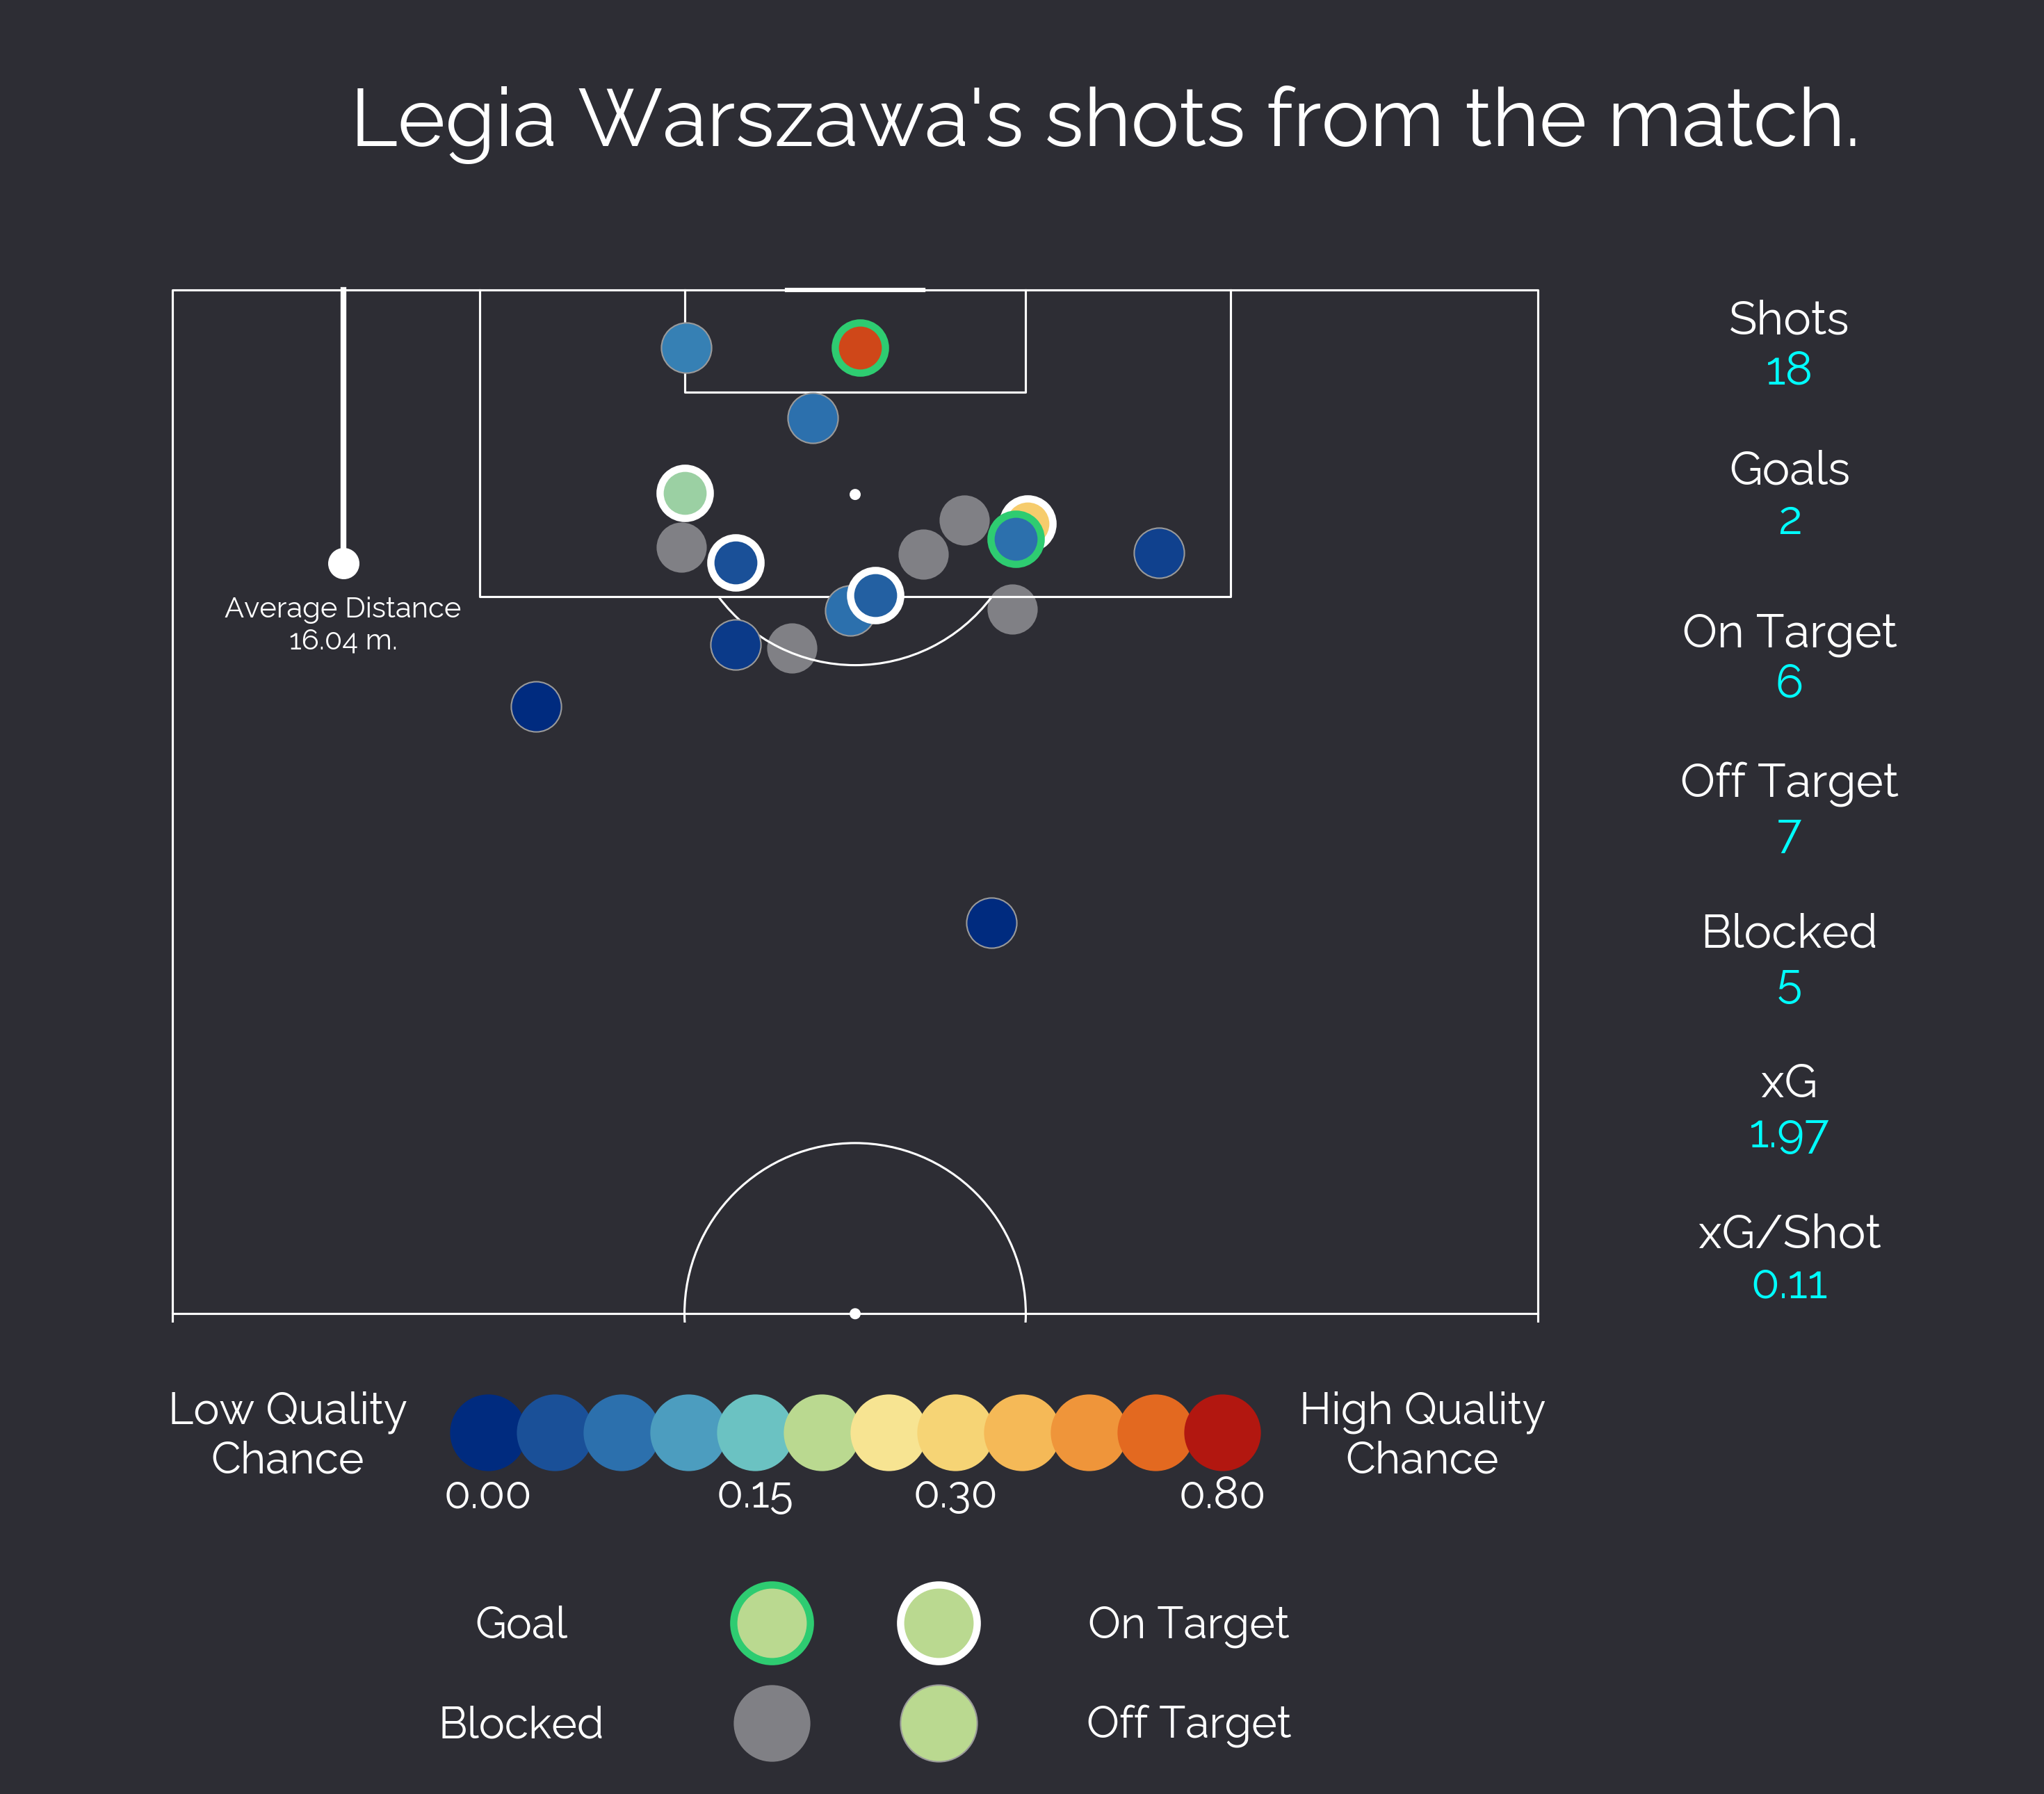 Legia Warszawa's shots from the match.
Average Distance
16.04 m.
Shots
18
Goals
2
On Target
6
Off Target
7
Blocked
5
xG
1.97
xG/Shot
0.11
Low Quality
Chance
0.00
0.15
0.30
0.80
High Quality
Chance
Goal
On Target
Blocked
Off Target